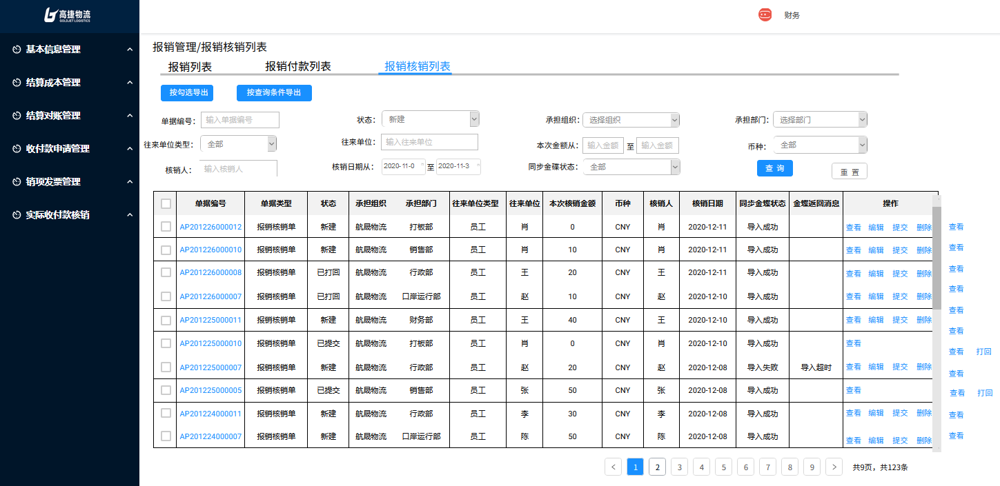 高捷物流
GOLDJET LOGISTICS
财务
基本信息管理
结算成本管理
结算对账管理
收付款申请管理
销项发票管理
实际收付款核销
报销管理/报销核销列表
报销列表 报销付款列表 报销核销列表
按勾选导出 按查询条件导出
单据编号: 输入单据编号 状态: 新建 承担组织: 选择组织 承担部门: 选择部门
往来单位类型: 全部 往来单位: 输入往来单位 本次金额从: 输入金额 至 输入金额 币种: 全部
核销人: 输入核销人 核销日期从: 2020-11-0 至 2020-11-3 同步金蝶状态: 全部 查 询 重 置
单据编号 单据类型 状态 承担组织 承担部门 往来单位类型 往来单位 本次核销金额 币种 核销人 核销日期 同步金蝶状态 金蝶返回消息 操作
AP201226000012 报销核销单 新建 航晟物流 打板部 员工 肖 0 CNY 肖 2020-12-11 导入成功 查看 编辑 提交 删除 查看
AP201226000010 报销核销单 新建 航晟物流 销售部 员工 肖 10 CNY 肖 2020-12-11 导入成功 查看 编辑 提交 删除 查看
AP201226000008 报销核销单 已打回 航晟物流 行政部 员工 王 20 CNY 王 2020-12-11 导入成功 查看 编辑 提交 删除 查看
AP201226000007 报销核销单 已打回 航晟物流 口岸运行部 员工 赵 10 CNY 赵 2020-12-10 导入成功 查看 编辑 提交 删除 查看
AP201225000011 报销核销单 新建 航晟物流 财务部 员工 王 40 CNY 王 2020-12-10 导入成功 查看 编辑 提交 删除 查看
AP201225000010 报销核销单 已提交 航晟物流 打板部 员工 肖 0 CNY 肖 2020-12-10 导入成功 查看 查看
查看 打回
AP201225000007 报销核销单 新建 航晟物流 行政部 员工 赵 20 CNY 赵 2020-12-08 导入失败 导入超时 查看 编辑 提交 删除 查看
AP201225000005 报销核销单 已提交 航晟物流 销售部 员工 张 50 CNY 张 2020-12-08 导入成功 查看 查看 打回
AP201224000011 报销核销单 新建 航晟物流 行政部 员工 李 30 CNY 李 2020-12-08 导入成功 查看 编辑 提交 删除 查看
AP201224000007 报销核销单 新建 航晟物流 口岸运行部 员工 陈 50 CNY 陈 2020-12-08 导入成功 查看 编辑 提交 删除 查看
< 1 2 3 4 5 6 7 8 9 > 共9页，共123条